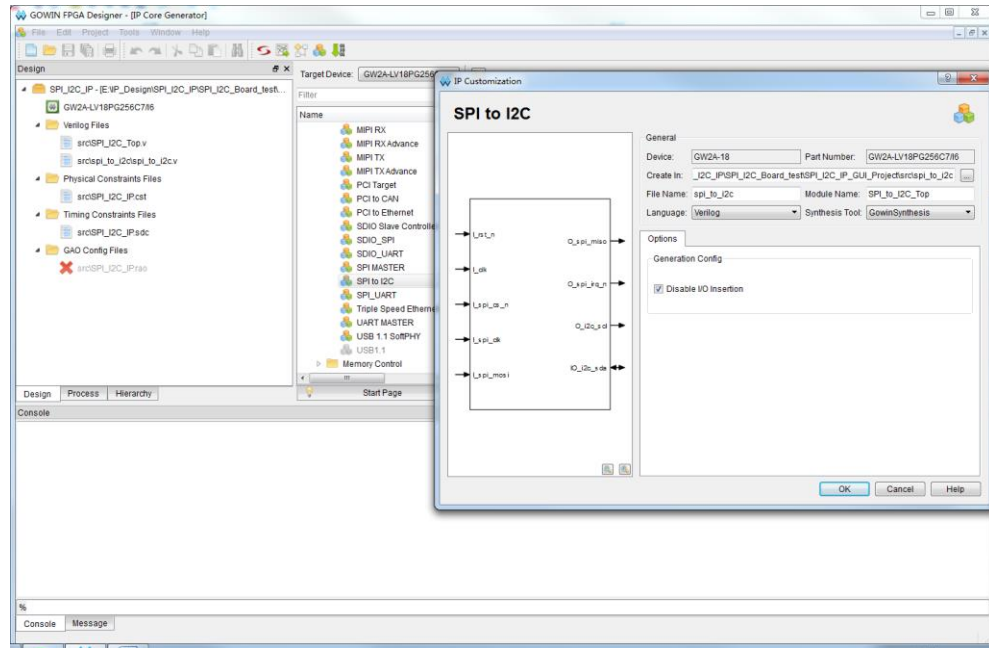 GOWIN FPGA Designer - [IP Core Generator]
File Edit Project Tools Window Help
Design
SPI_I2C_IP - [E:\IP_Design\SPI_I2C_IP\SPI_I2C_Board_test\...
GW2A-LV18PG256C7/I6
Verilog Files
src\SPI_I2C_Top.v
src\spi_to_i2c\spi_to_i2c.v
Physical Constraints Files
src\SPI_I2C_IP.cst
Timing Constraints Files
src\SPI_I2C_IP.sdc
GAO Config Files
src\SPI_I2C_IP.rao
Design Process Hierarchy
Target Device: GW2A-LV18PG256
Filter
Name
MIPI RX
MIPI RX Advance
MIPI TX
MIPI TX Advance
PCI Target
PCI to CAN
PCI to Ethernet
SDIO Slave Controlle
SDIO_SPI
SDIO_UART
SPI MASTER
SPI to I2C
SPI_UART
Triple Speed Ethern
UART MASTER
USB 1.1 SoftPHY
USB1.1
Memory Control
Start Page
IP Customization
SPI to I2C
I_rst_n
I_clk
I_spi_cs_n
I_spi_clk
I_spi_mosi
O_spi_miso
O_spi_irq_n
O_i2c_scl
IO_i2c_sda
General
Device: GW2A-18 Part Number: GW2A-LV18PG256C7/I6
Create In: _I2C_IP\SPI_I2C_Board_test\SPI_I2C_IP_GUI_Project\src\spi_to_i2c ...
File Name: spi_to_i2c Module Name: SPI_to_I2C_Top
Language: Verilog Synthesis Tool: GowinSynthesis
Options
Generation Config
Disable I/O Insertion
OK Cancel Help
Console
%
Console Message